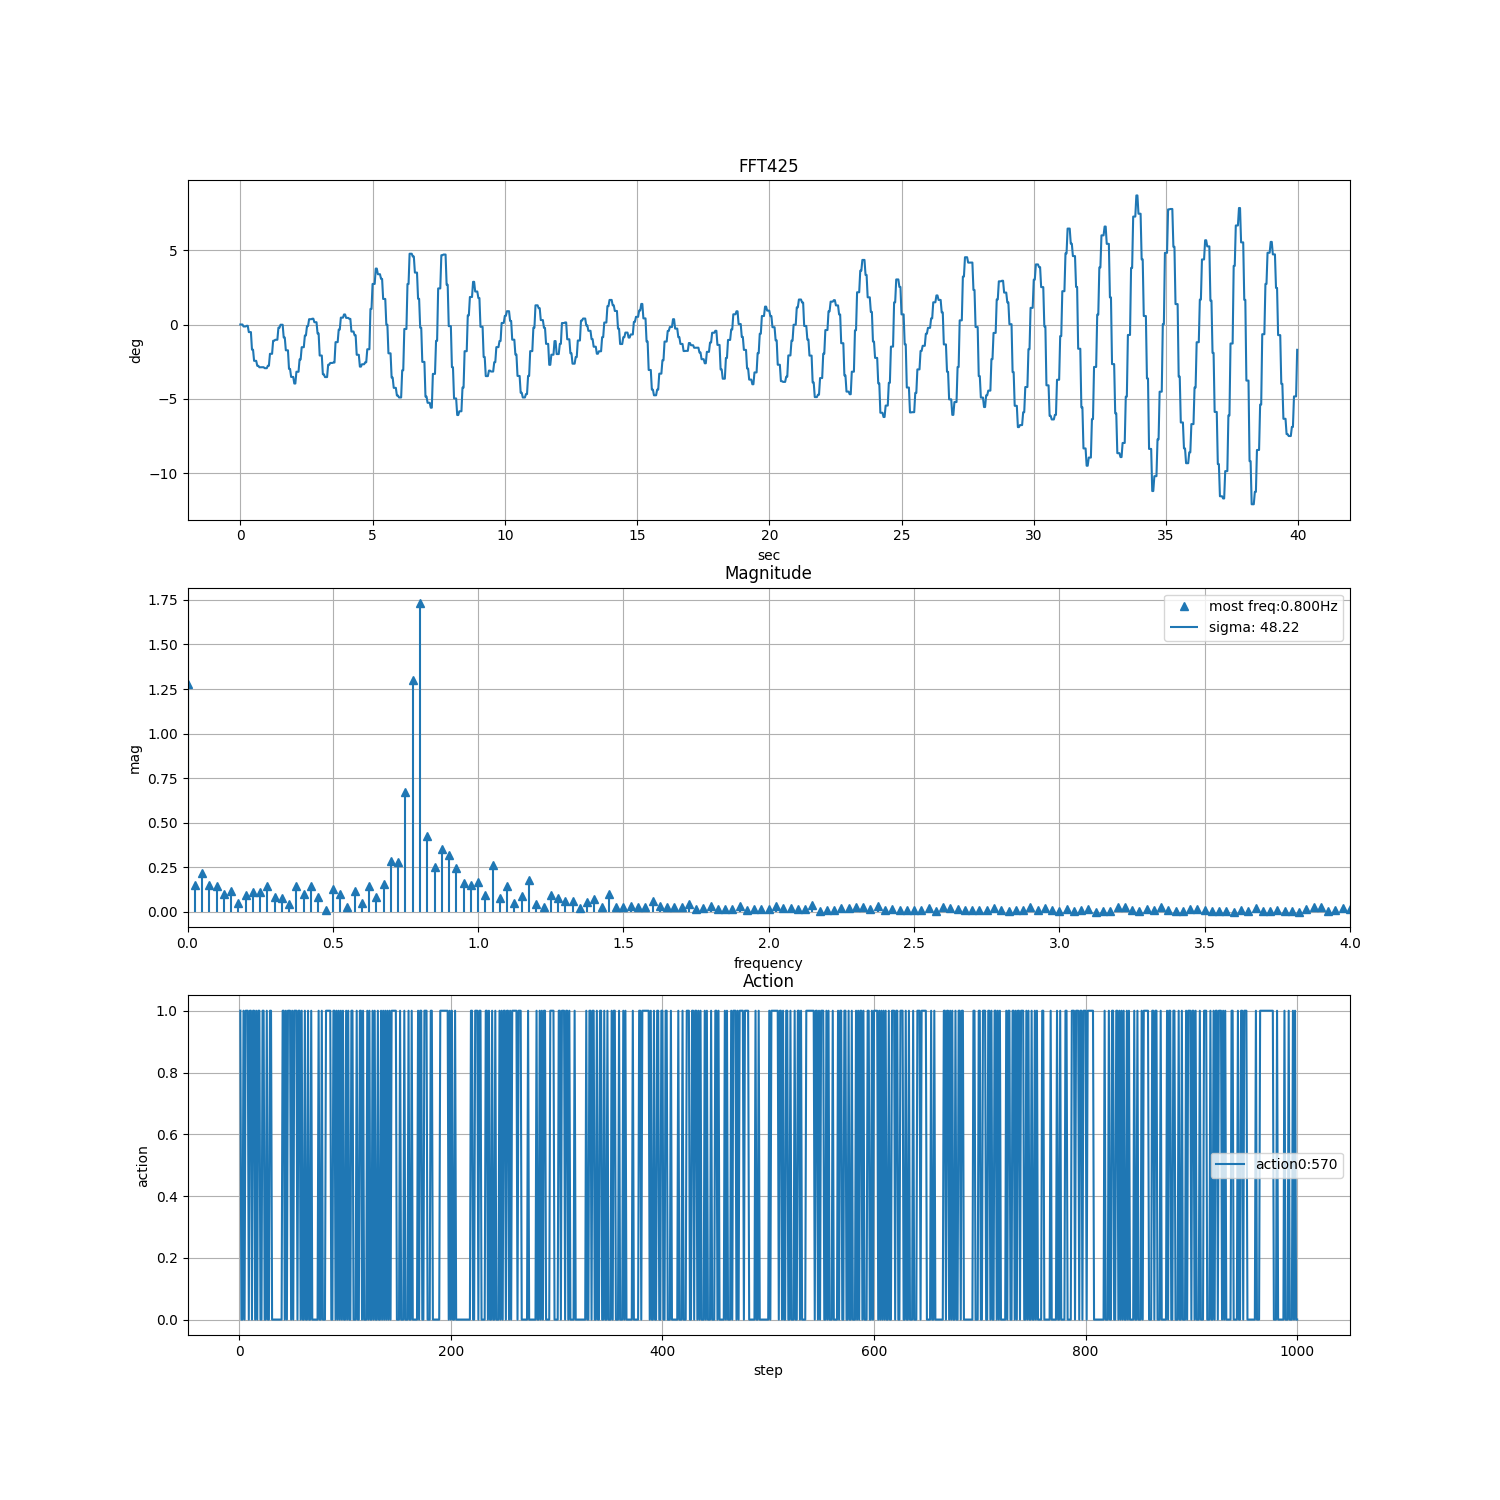 FFT425
deg
5
0
−5
−10
0 5 10 15 20 25 30 35 40
sec
Magnitude
mag
1.75
1.50
1.25
1.00
0.75
0.50
0.25
0.00
most freq:0.800Hz
sigma: 48.22
0.0 0.5 1.0 1.5 2.0 2.5 3.0 3.5 4.0
frequency
Action
action
1.0
0.8
0.6
0.4
0.2
0.0
action0:570
0 200 400 600 800 1000
step